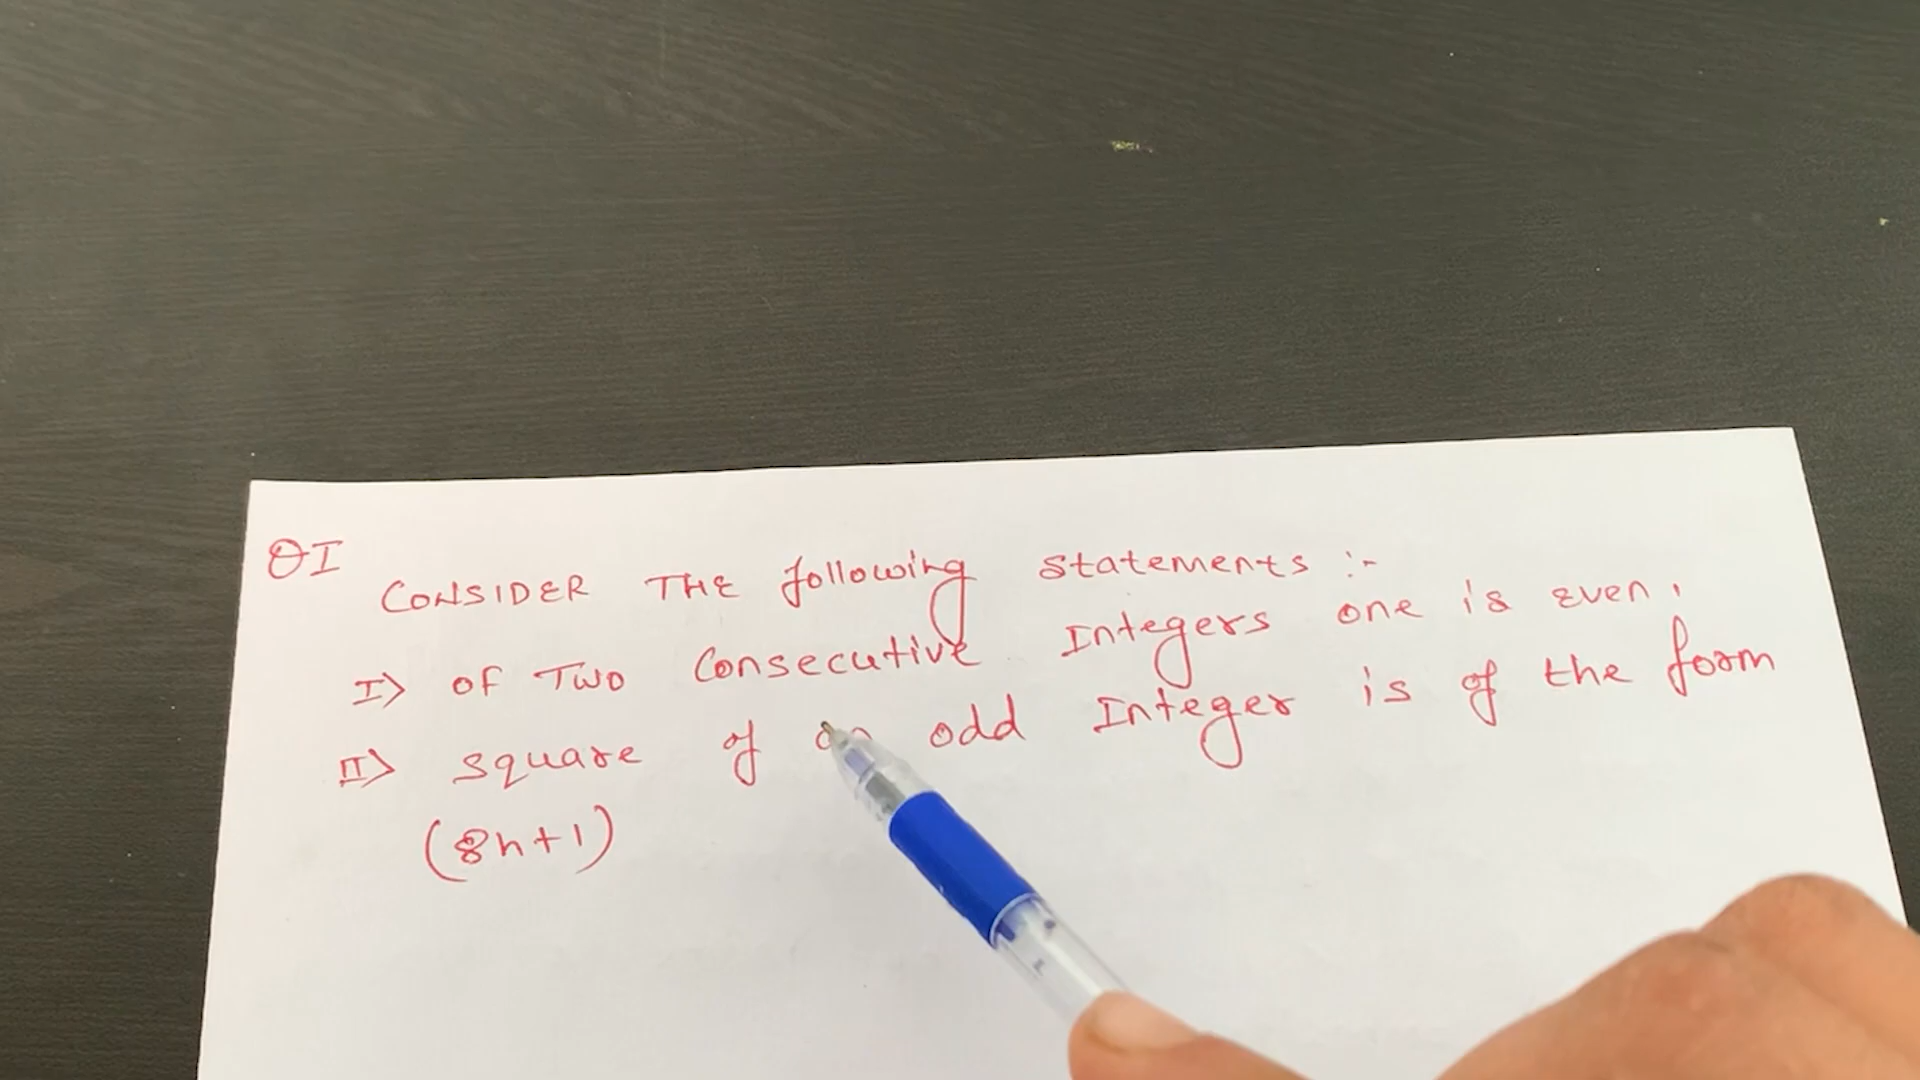 Q1
CONSIDER THE following statements :-
I> OF TWO Consecutive Integers one is even.
II> square of an odd Integer is of the form
(8n+1)